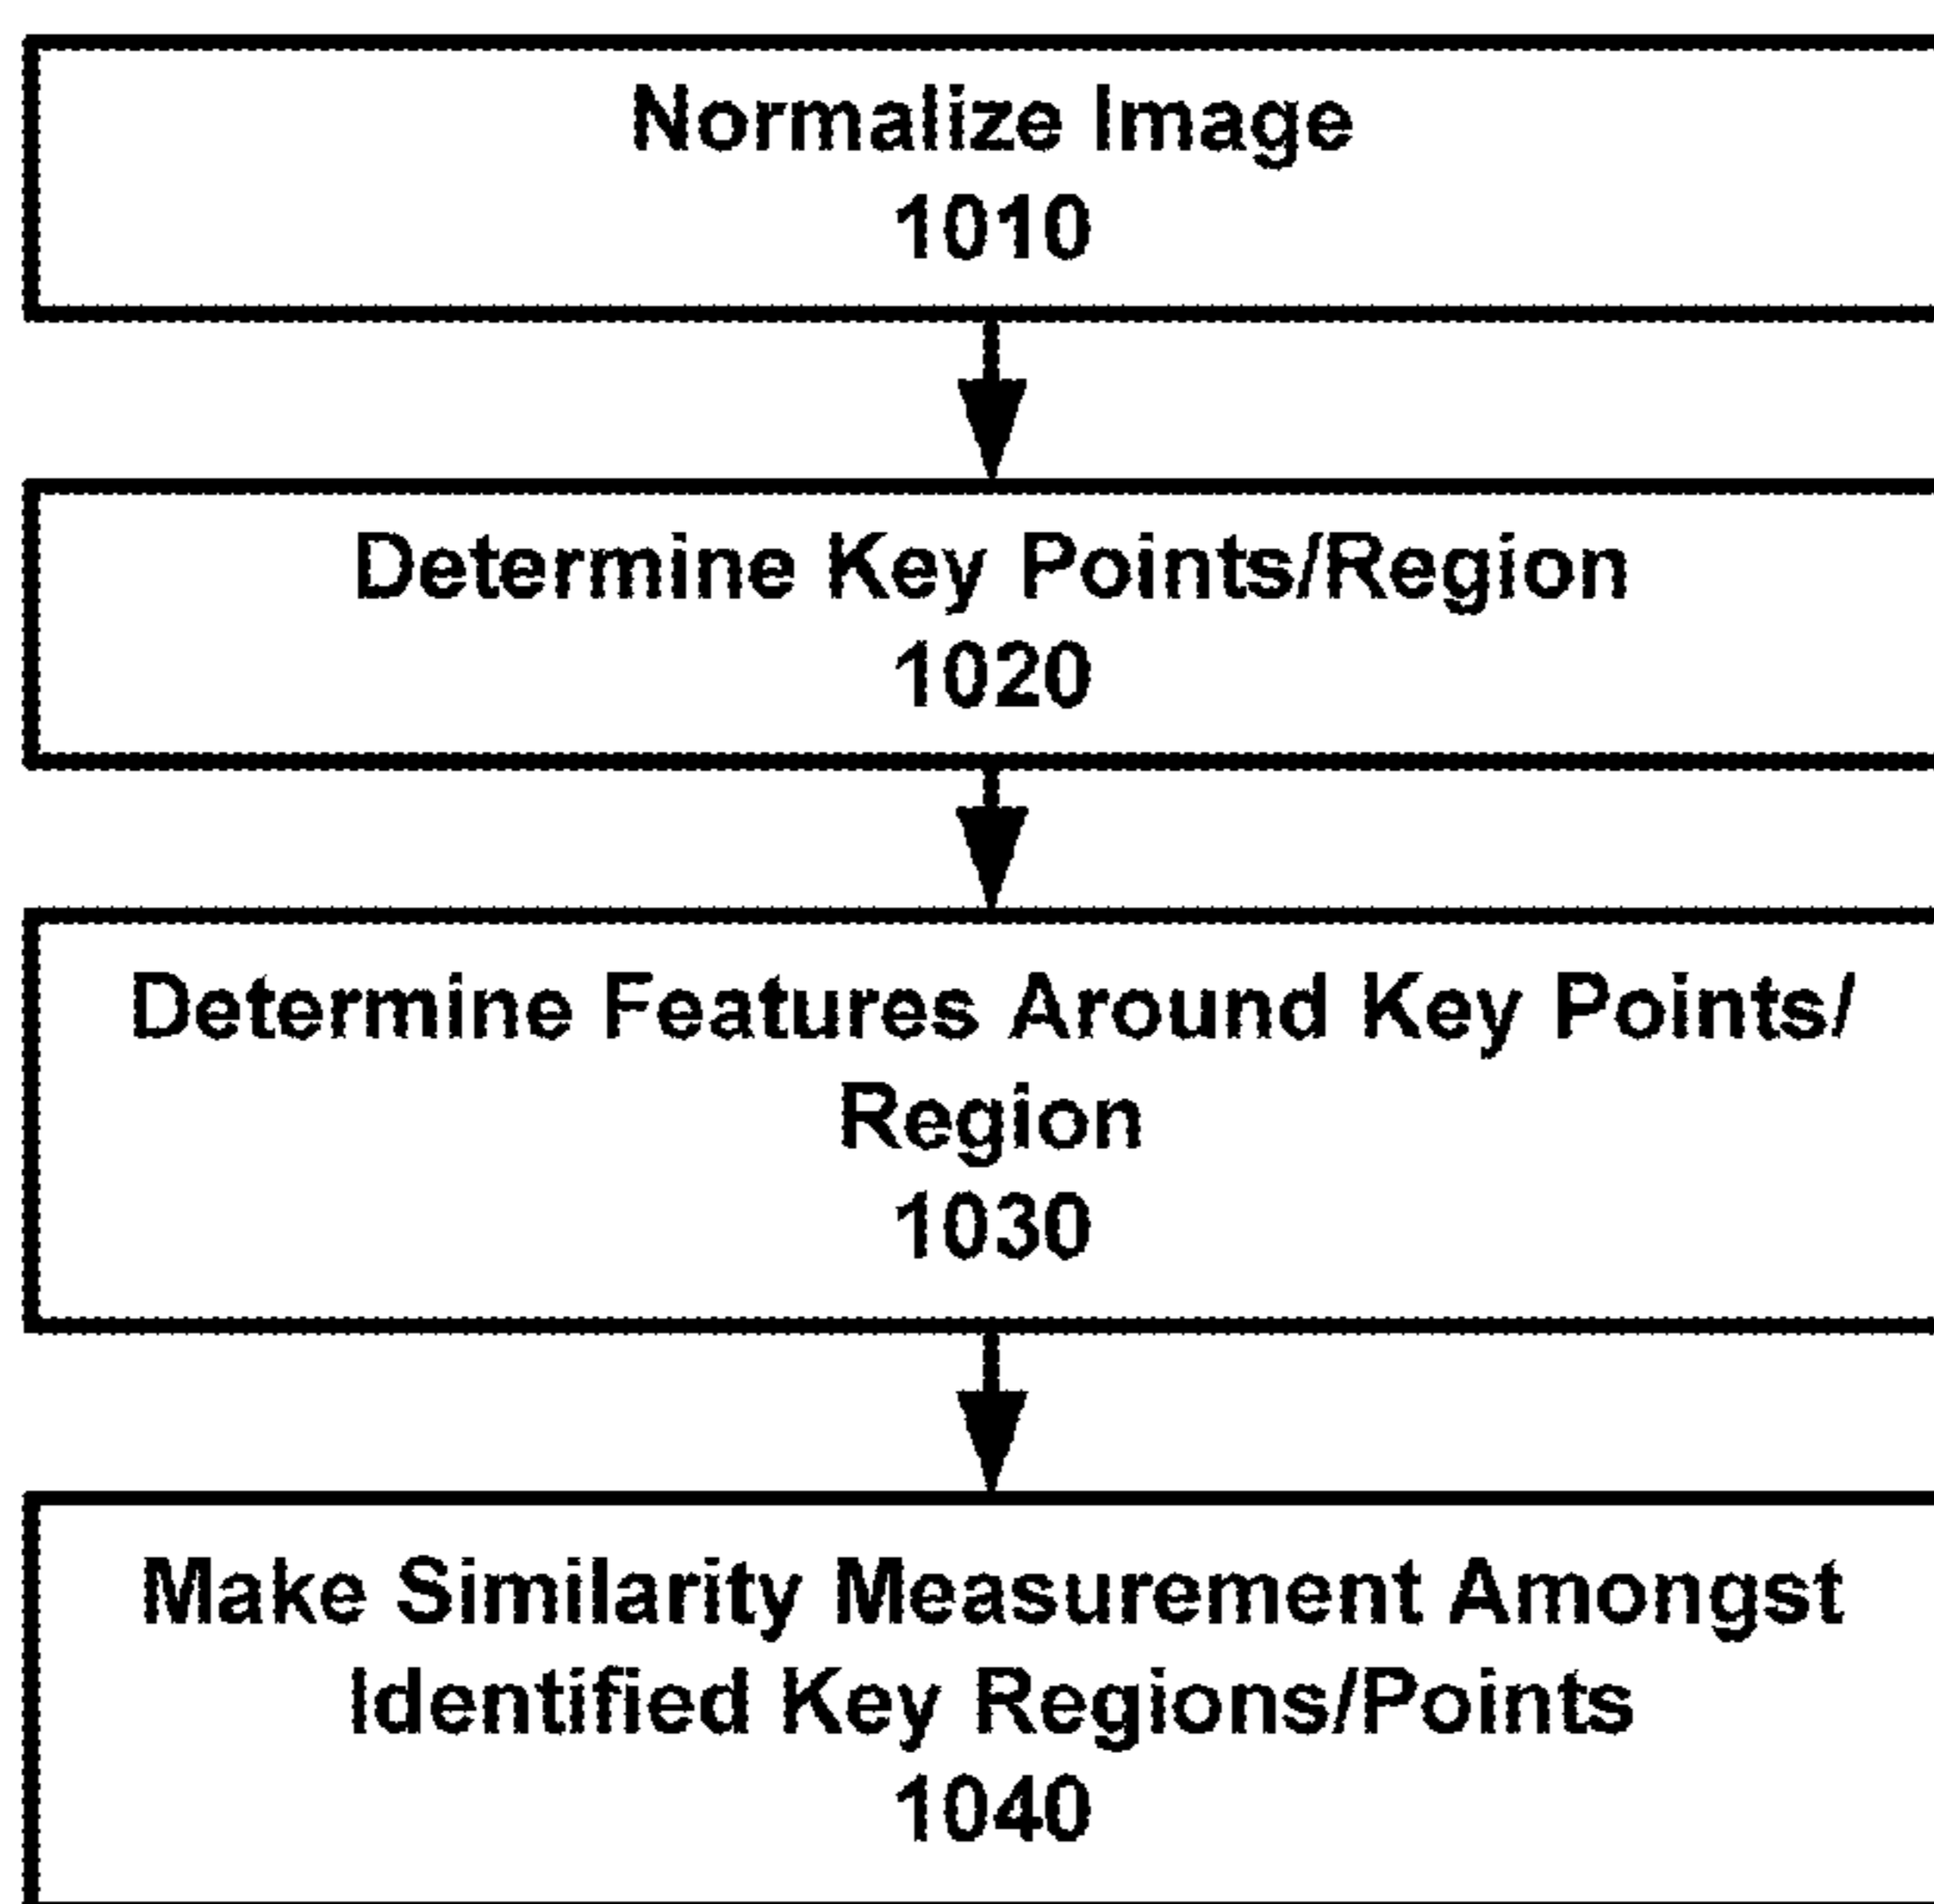 Normalize Image
1010
Determine Key Points/Region
1020
Determine Features Around Key Points/
Region
1030
Make Similarity Measurement Amongst
Identified Key Regions/Points
1040